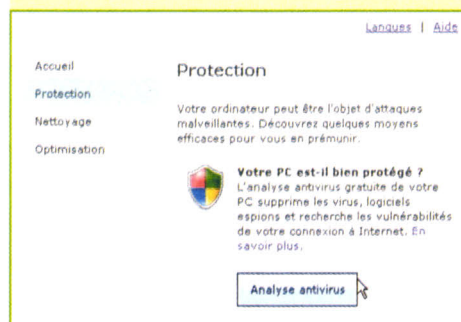 Langues | Aide
Accueil
Protection
Nettoyage
Optimisation
Protection
Votre ordinateur peut être l'objet d'attaques
malveillantes. Découvrez quelques moyens
efficaces pour vous en prémunir.
Votre PC est-il bien protégé ?
L'analyse antivirus gratuite de votre
PC supprime les virus, logiciels
espions et recherche les vulnérabilités
de votre connexion à Internet. En
savoir plus.
Analyse antivirus